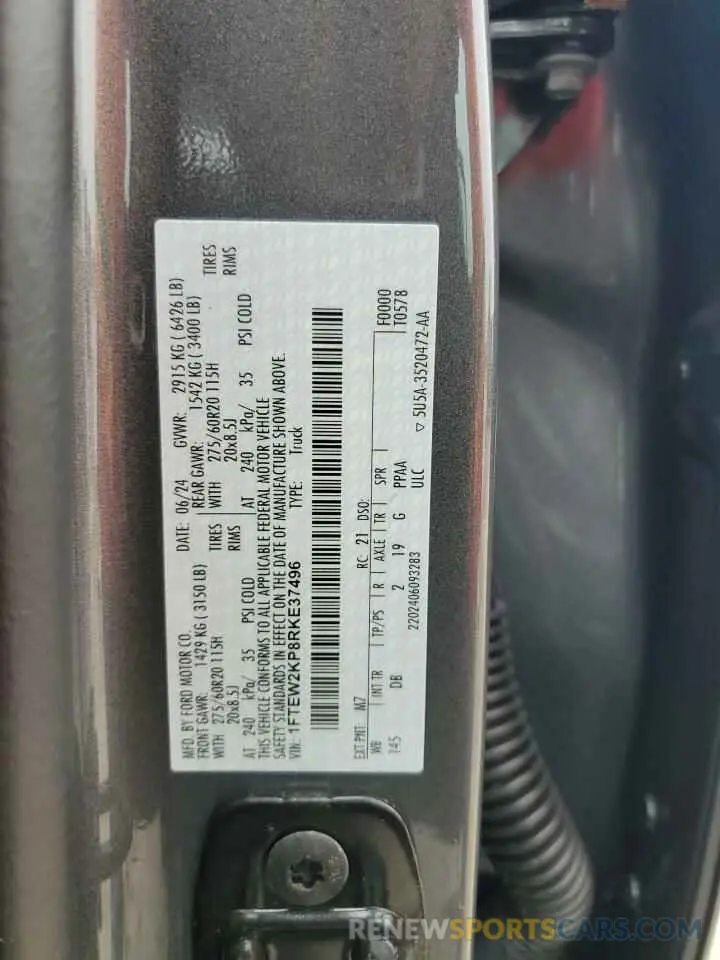 MFD. BY FORD MOTOR CO.
DATE: 06/24 GVWR: 2915 KG ( 6426 LB)
FRONT GAWR: 1429 KG ( 3150 LB)
REAR GAWR: 1542 KG ( 3400 LB)
WITH 275/60R20 115H TIRES
WITH 275/60R20 115H TIRES
20x8.5J RIMS
20x8.5J RIMS
AT 240 kPa/ 35 PSI COLD
AT 240 kPa/ 35 PSI COLD
THIS VEHICLE CONFORMS TO ALL APPLICABLE FEDERAL MOTOR VEHICLE
SAFETY STANDARDS IN EFFECT ON THE DATE OF MANUFACTURE SHOWN ABOVE.
VIN: 1FTEW2KP8RKE37496 TYPE: Truck
EXT PNT: MZ RC: 21 DSO: F0000
WB INT TR TP/PS R AXLE TR SPR T0578
145 DB 2 19 G PPAA
2202406093283 ULC ▽ 5U5A-3520472-AA
RENEWSPORTSCARS.COM